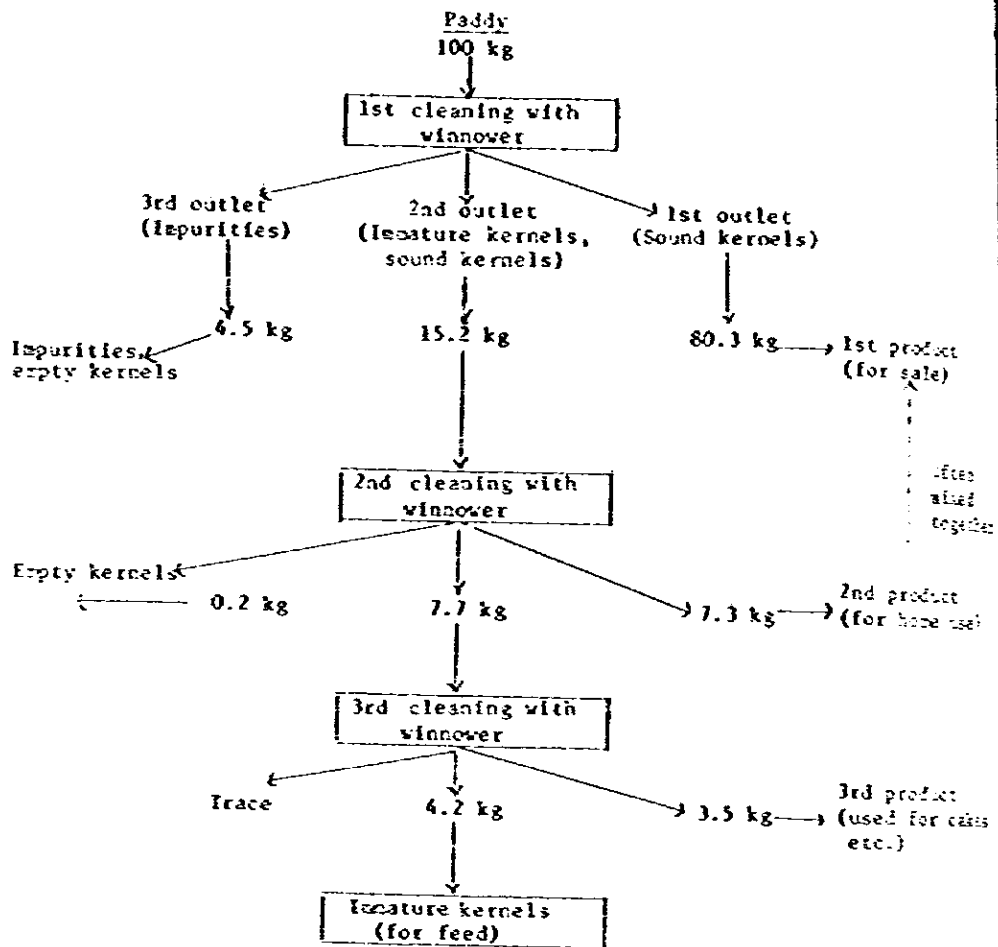 Paddy
100 kg
1st cleaning with
winnower
3rd outlet
(Impurities)
2nd outlet
(Immature kernels,
sound kernels)
1st outlet
(Sound kernels)
4.5 kg
15.2 kg
80.3 kg
Impurities,
empty kernels
1st product
(for sale)
often
mixed
together
2nd cleaning with
winnower
Empty kernels
0.2 kg
7.7 kg
7.3 kg
2nd product
(for home use)
3rd cleaning with
winnower
Trace
4.2 kg
3.5 kg
3rd product
(used for cakes
etc.)
Immature kernels
(for feed)